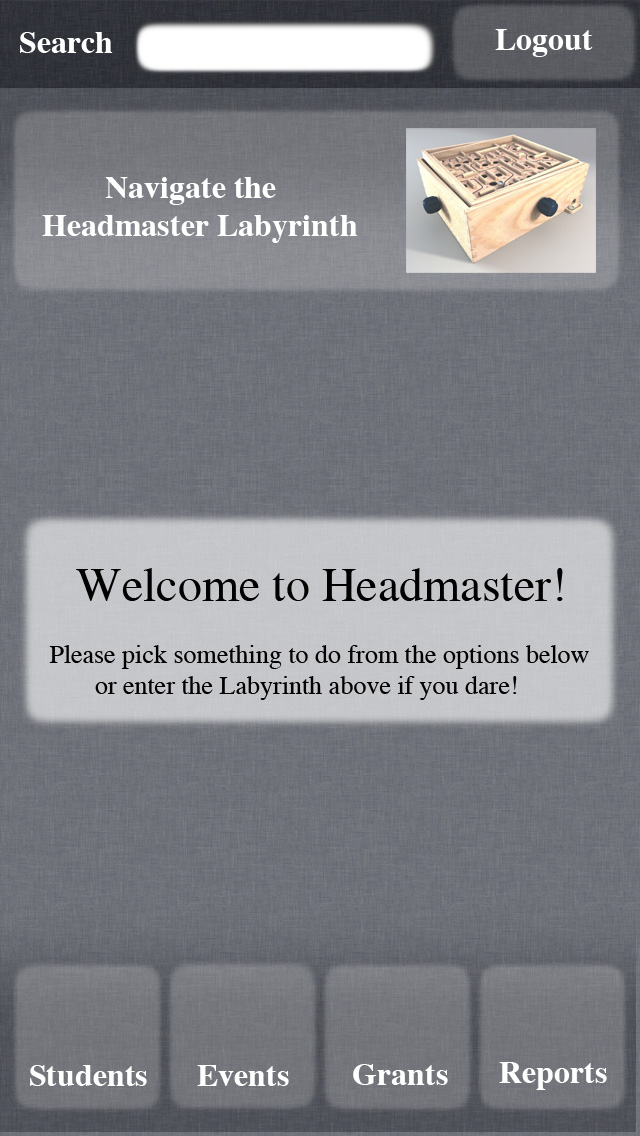 Search
Logout
Navigate the
Headmaster Labyrinth
Welcome to Headmaster!
Please pick something to do from the options below
or enter the Labyrinth above if you dare!
Students
Events
Grants
Reports